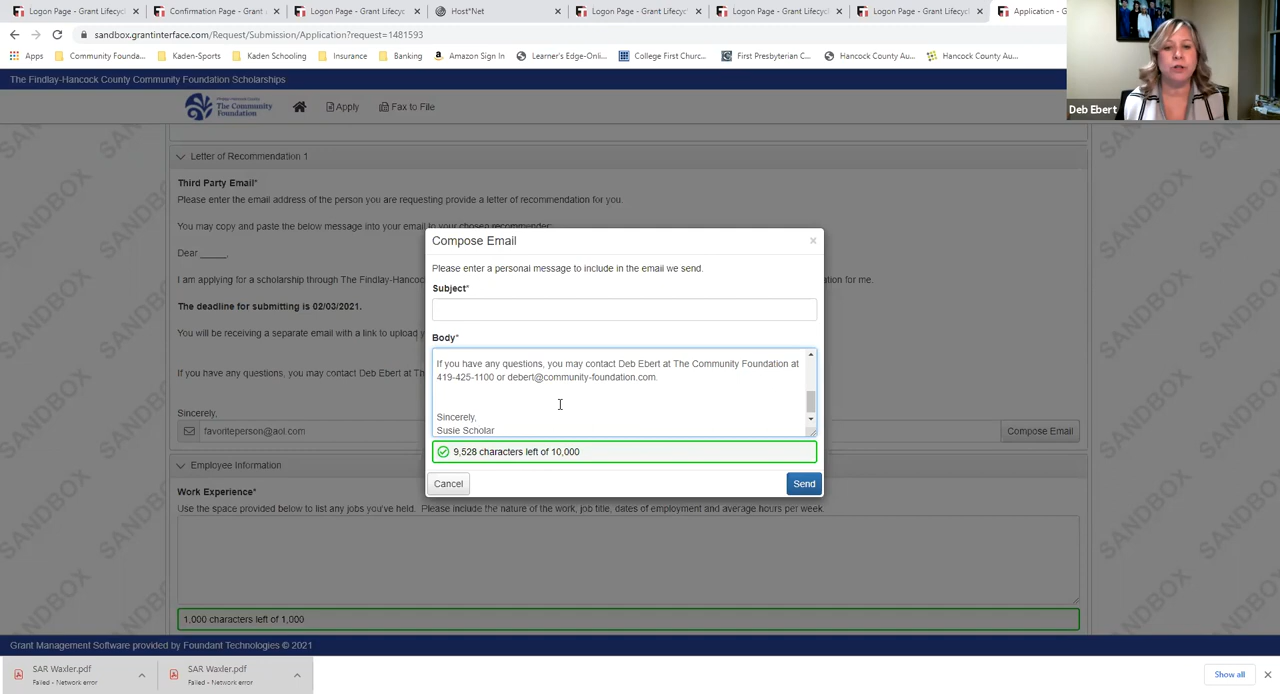 Logon Page - Grant Lifecyc
Confirmation Page - Grant
Logon Page - Grant Lifecyc
Host*Net
Logon Page - Grant Lifecyc
Logon Page - Grant Lifecyc
Logon Page - Grant Lifecyc
Application - G
sandbox.grantinterface.com/Request/Submission/Application?request=1481593
Apps
Community Founda...
Kaden-Sports
Kaden Schooling
Insurance
Banking
Amazon Sign In
Learner's Edge-Onli...
College First Churc...
First Presbyterian C...
Hancock County Au...
Hancock County Au...
Deb Ebert
The Findlay-Hancock County Community Foundation Scholarships
Findlay-Hancock County
The Community
Foundation
Apply
Fax to File
Letter of Recommendation 1
Third Party Email*
Please enter the email address of the person you are requesting provide a letter of recommendation for you.
You may copy and paste the below message into your email to your chosen recommender:
Dear _____,
I am applying for a scholarship through The Findlay-Hancoc
ation for me.
The deadline for submitting is 02/03/2021.
You will be receiving a separate email with a link to upload y
If you have any questions, you may contact Deb Ebert at Th
Sincerely,
favoriteperson@aol.com
Compose Email
Compose Email
×
Please enter a personal message to include in the email we send.
Subject*
Body*
If you have any questions, you may contact Deb Ebert at The Community Foundation at
419-425-1100 or debert@community-foundation.com.
Sincerely,
Susie Scholar
9,528 characters left of 10,000
Cancel
Send
Employee Information
Work Experience*
Use the space provided below to list any jobs you've held. Please include the nature of the work, job title, dates of employment and average hours per week.
1,000 characters left of 1,000
SANDBOX
SANDBOX
SANDBOX
SANDBOX
Grant Management Software provided by Foundant Technologies © 2021
SAR Waxler.pdf
Failed - Network error
SAR Waxler.pdf
Failed - Network error
Show all